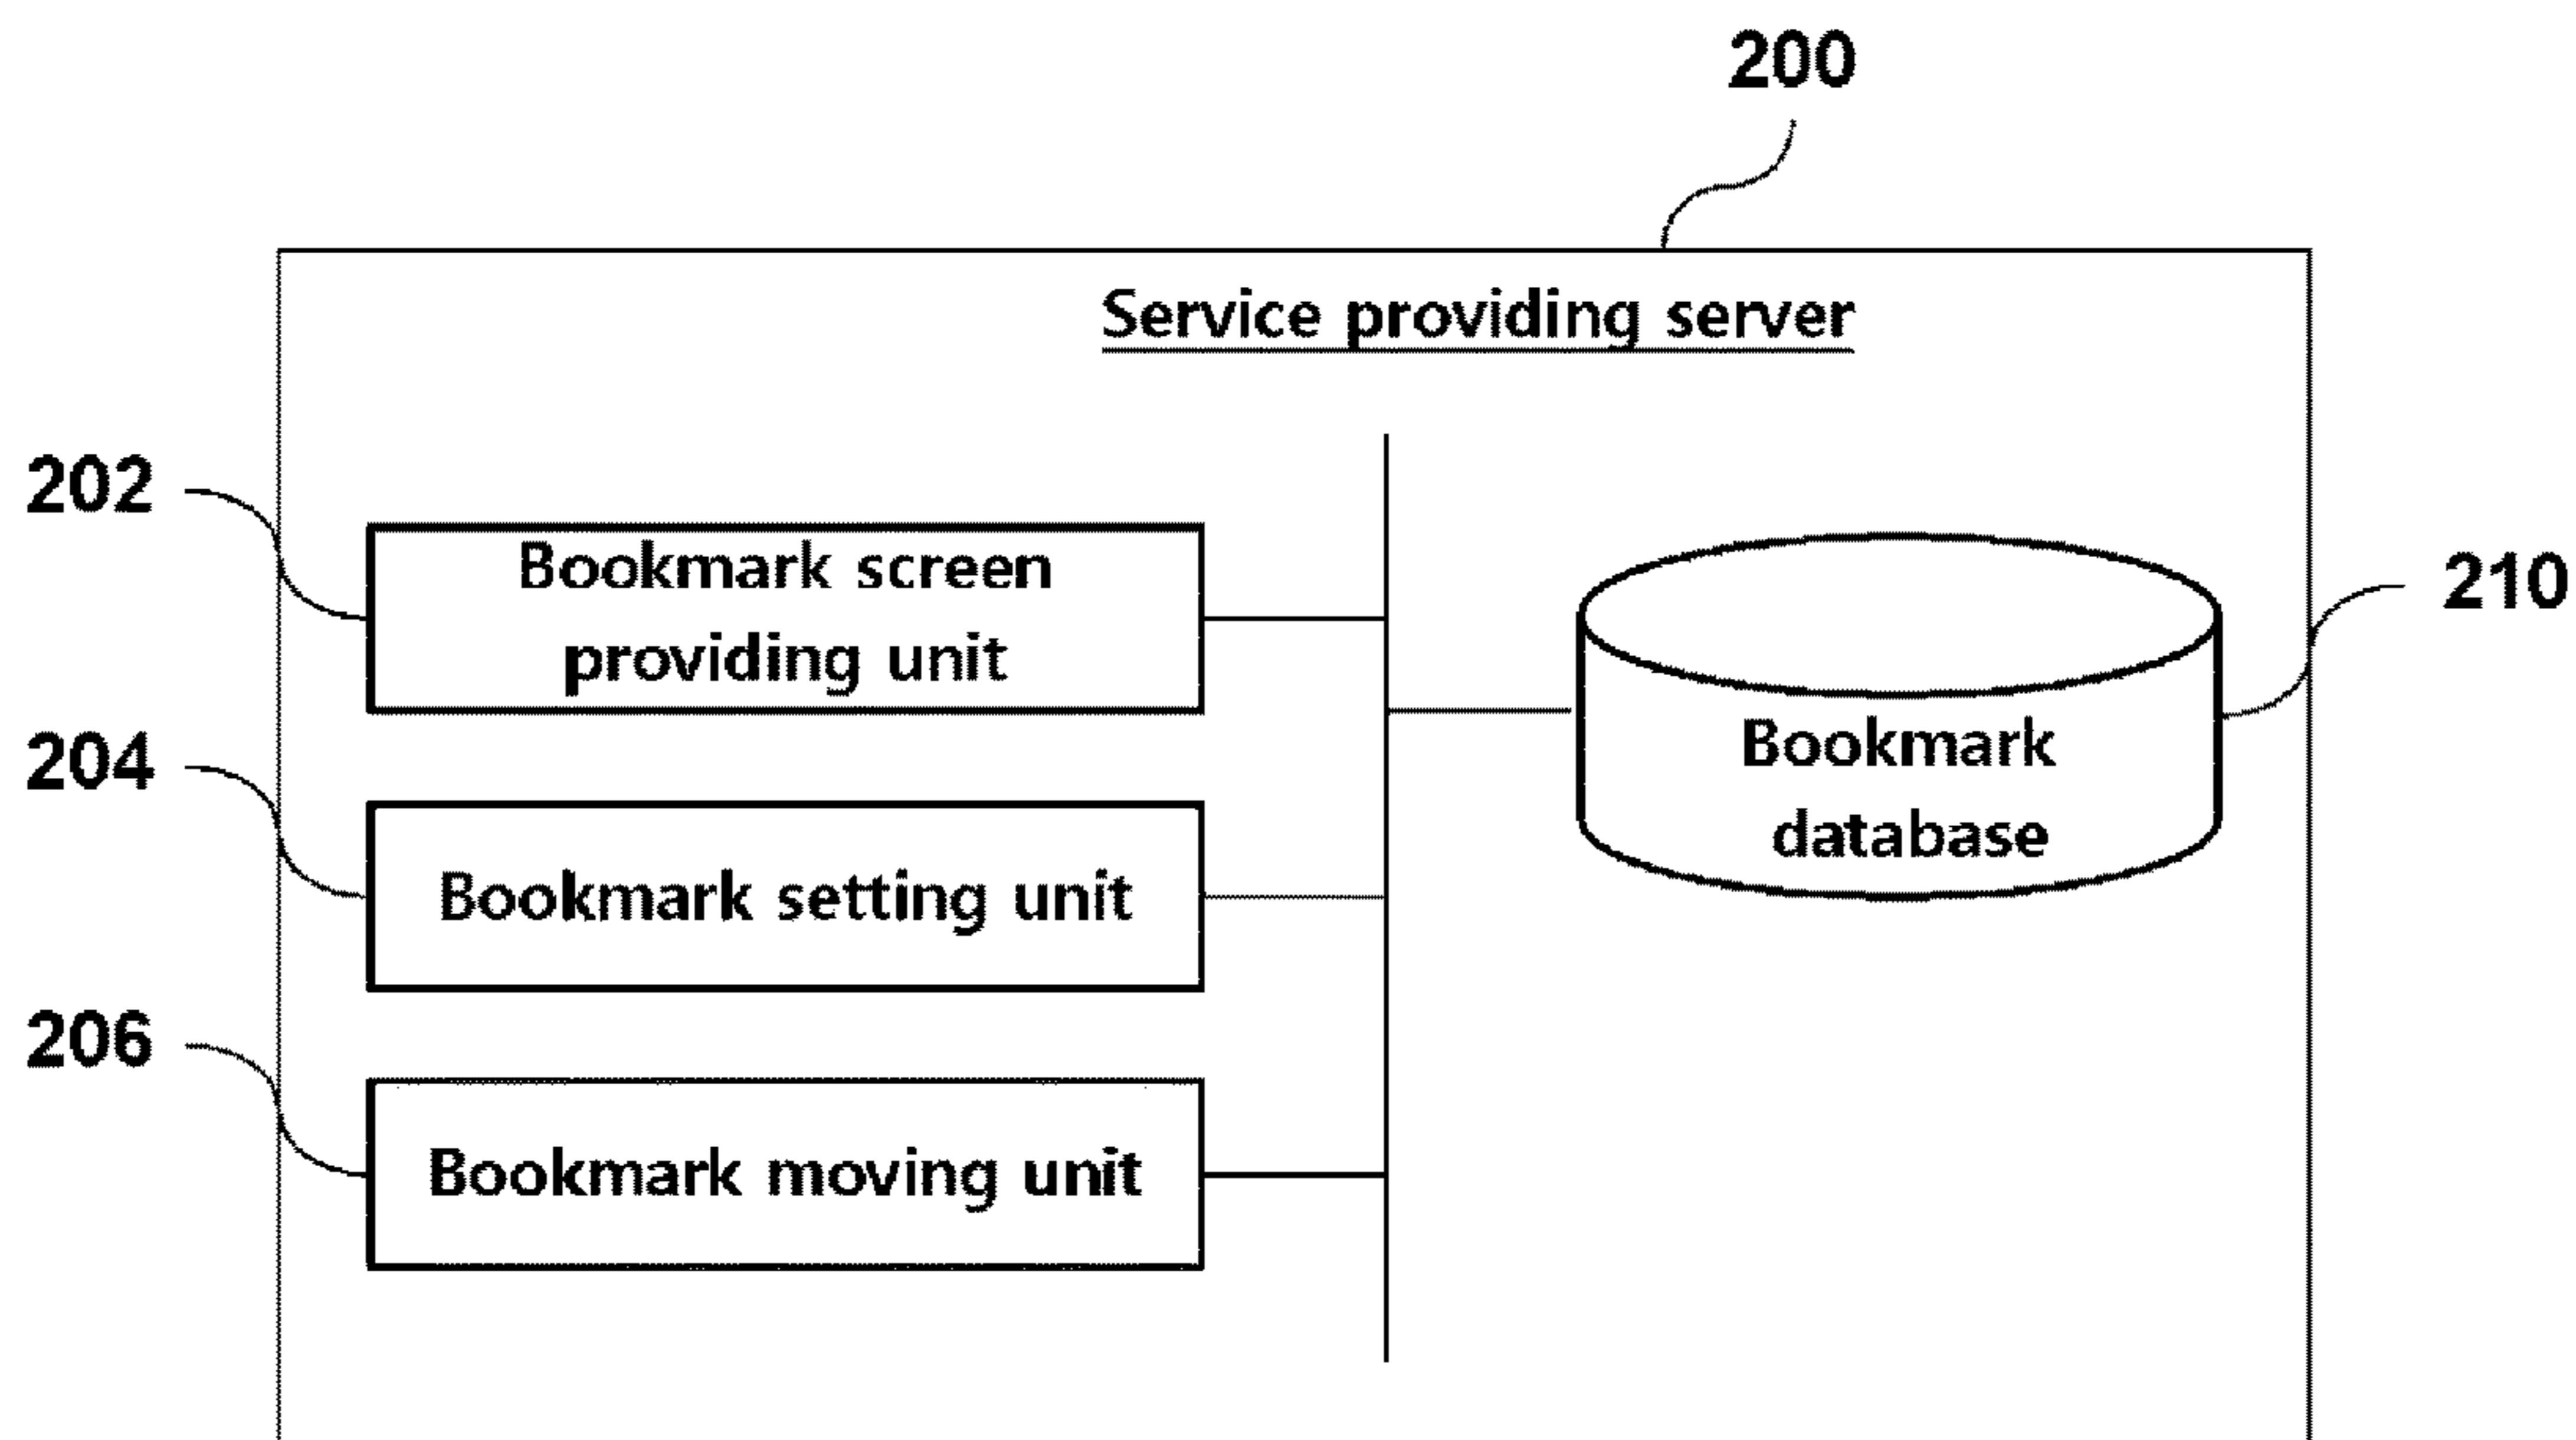 200
Service providing server
202
Bookmark screen
providing unit
210
Bookmark
database
204
Bookmark setting unit
206
Bookmark moving unit